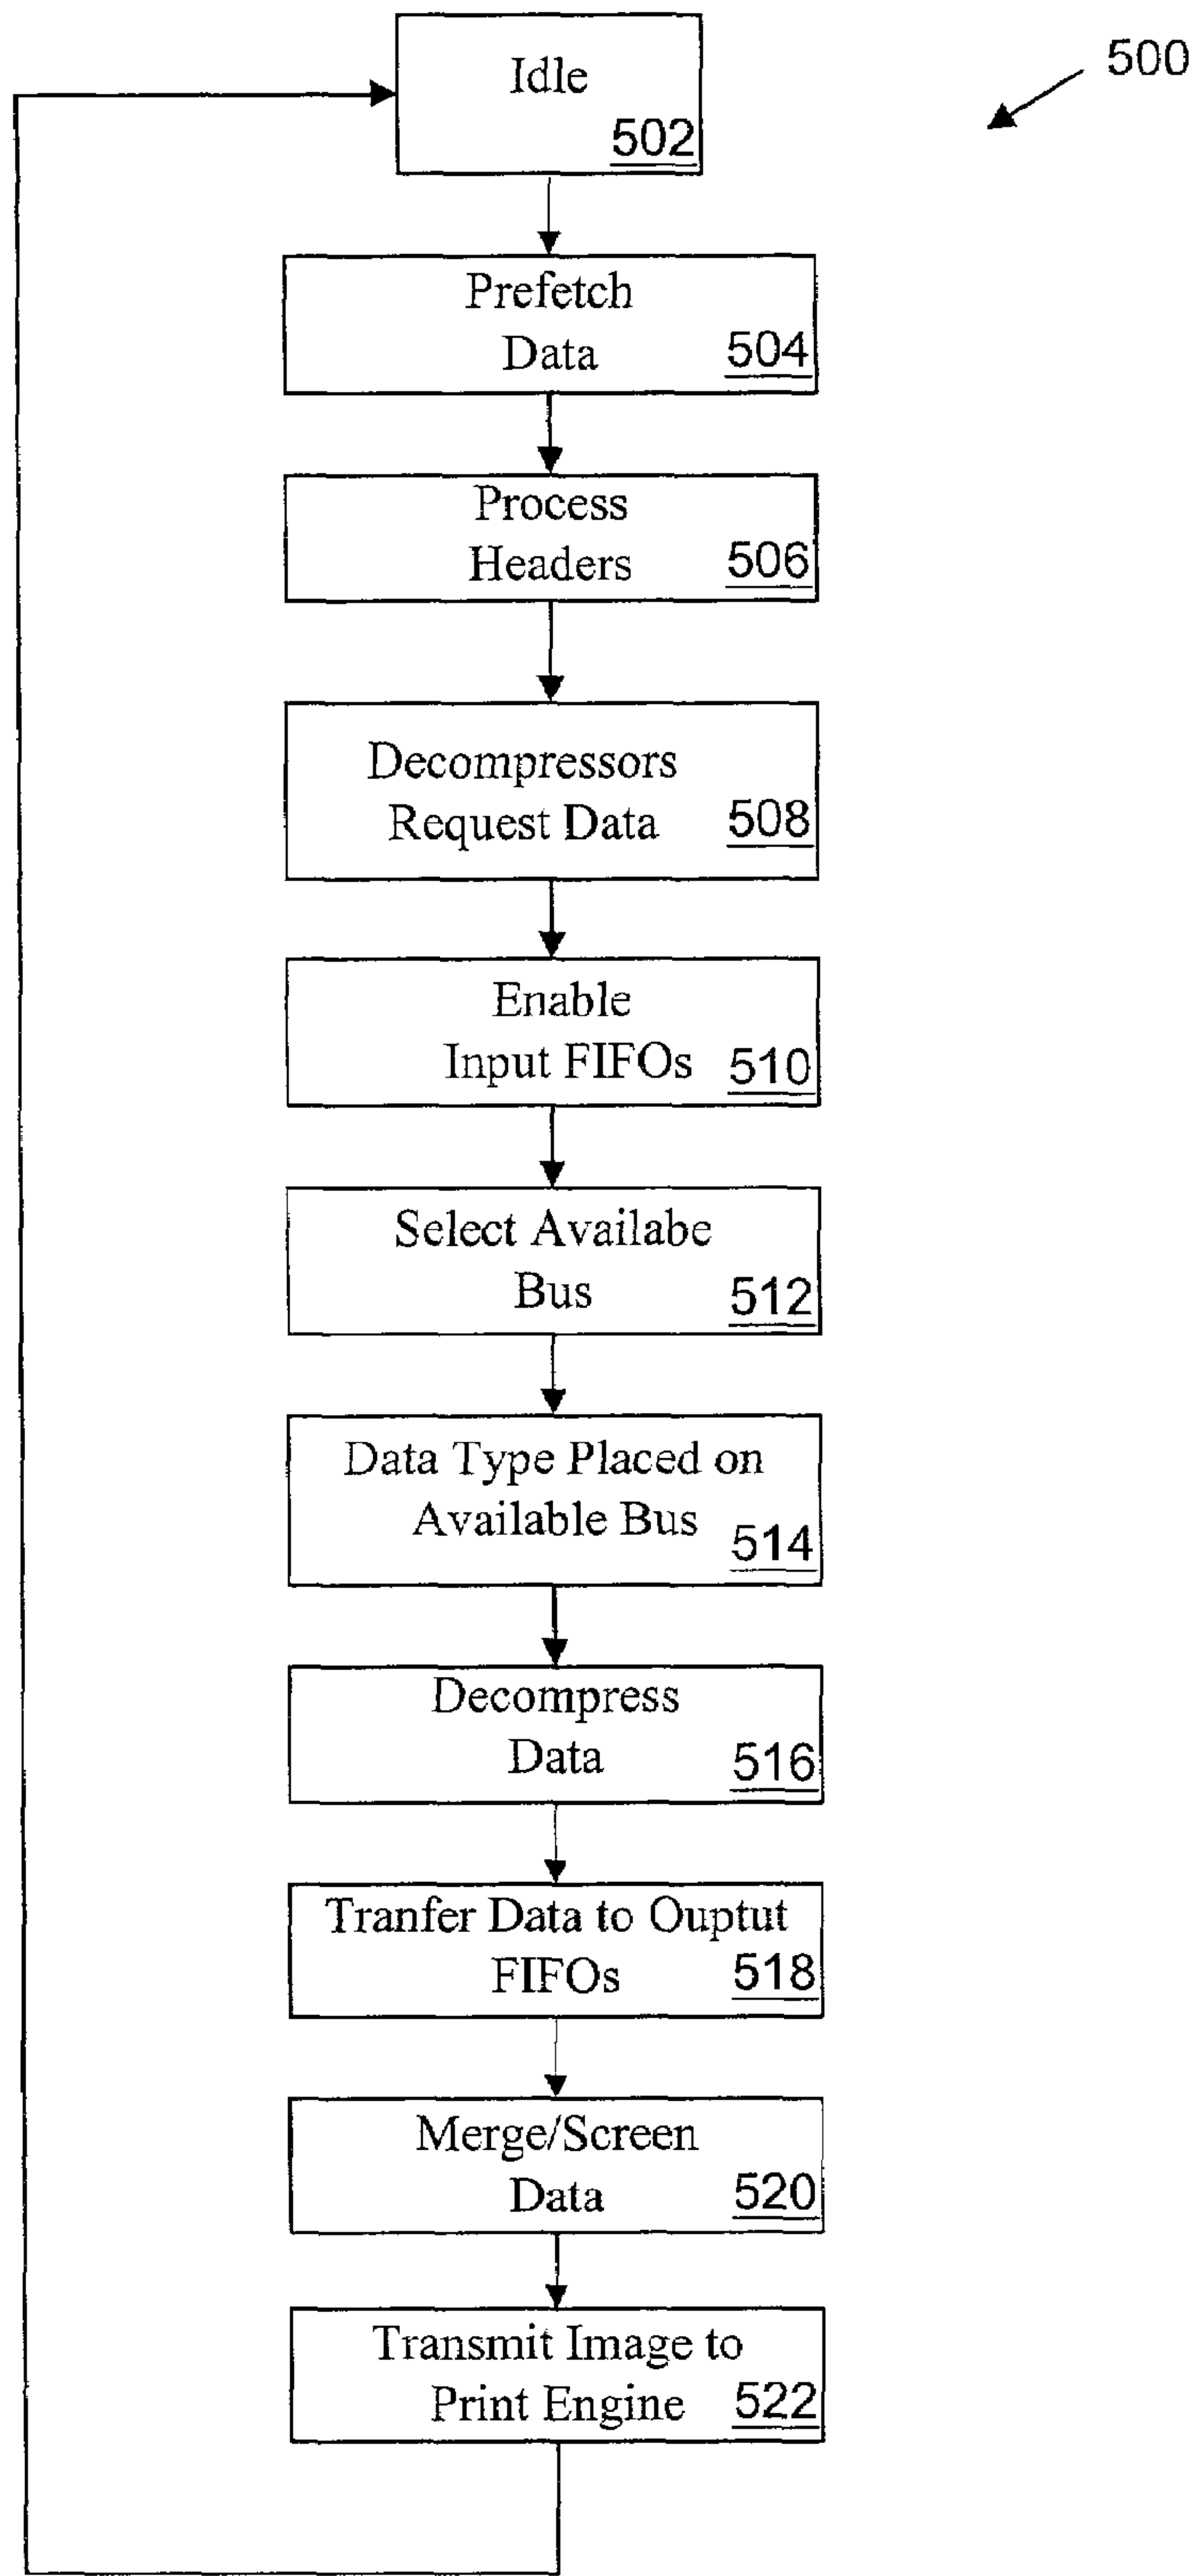 500
Idle
502
Prefetch
Data 504
Process
Headers 506
Decompressors
Request Data 508
Enable
Input FIFOs 510
Select Availabe
Bus 512
Data Type Placed on
Available Bus 514
Decompress
Data 516
Tranfer Data to Ouptut
FIFOs 518
Merge/Screen
Data 520
Transmit Image to
Print Engine 522